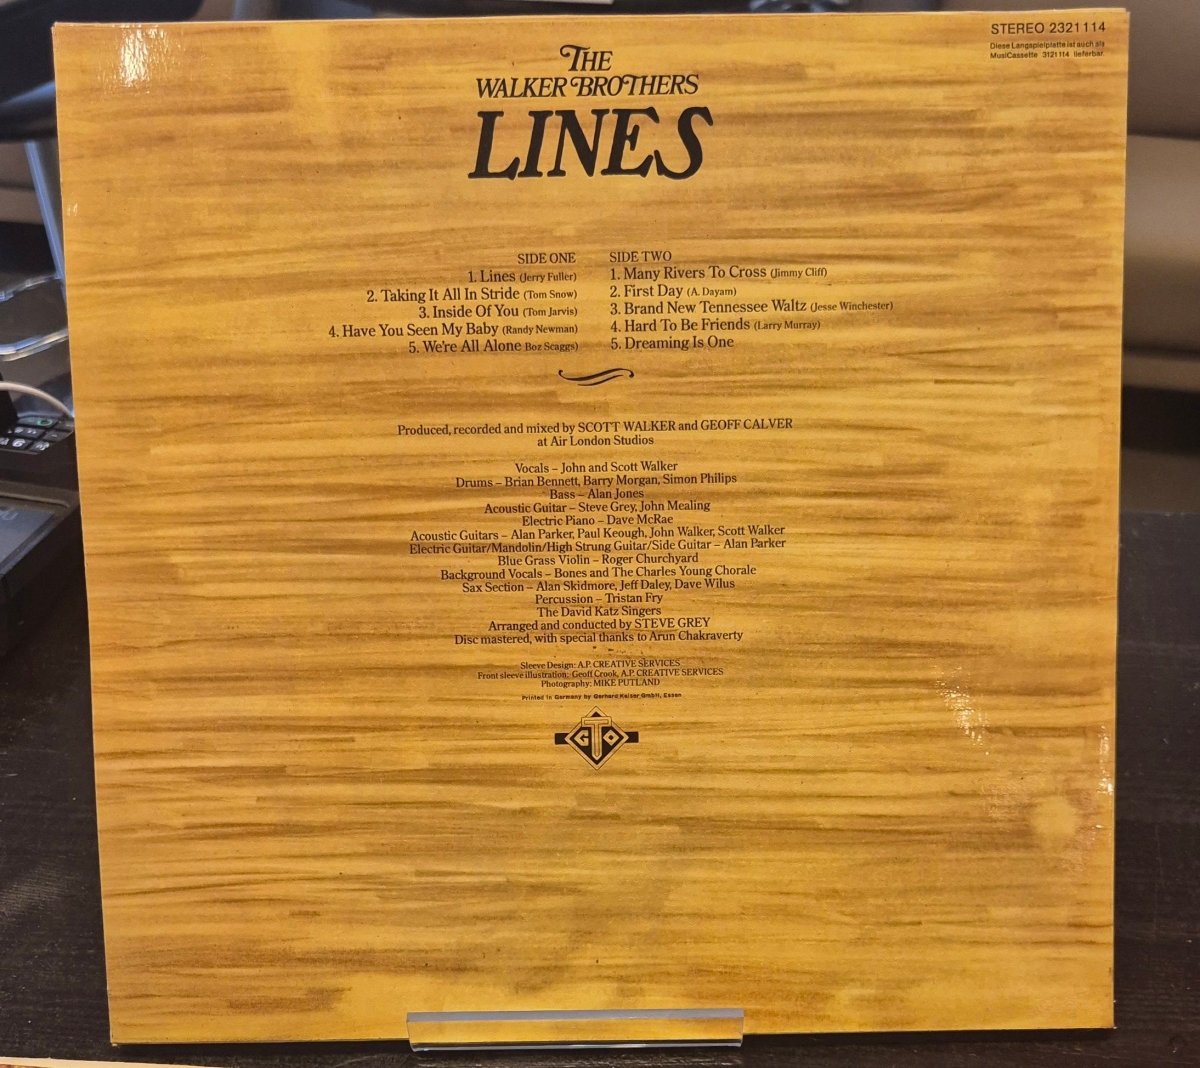 STEREO 2321114
Diese Langspielplatte ist auch als
MusiCassette 3121114 lieferbar.
THE
WALKER BROTHERS
LINES
SIDE ONE
1. Lines (Jerry Fuller)
2. Taking It All In Stride (Tom Snow)
3. Inside Of You (Tom Jarvis)
4. Have You Seen My Baby (Randy Newman)
5. We're All Alone Boz Scaggs)
SIDE TWO
1. Many Rivers To Cross (Jimmy Cliff)
2. First Day (A. Dayam)
3. Brand New Tennessee Waltz (Jesse Winchester)
4. Hard To Be Friends (Larry Murray)
5. Dreaming Is One
Produced, recorded and mixed by SCOTT WALKER and GEOFF CALVER
at Air London Studios
Vocals – John and Scott Walker
Drums – Brian Bennett, Barry Morgan, Simon Philips
Bass – Alan Jones
Acoustic Guitar – Steve Grey, John Mealing
Electric Piano – Dave McRae
Acoustic Guitars – Alan Parker, Paul Keough, John Walker, Scott Walker
Electric Guitar/Mandolin/High Strung Guitar/Side Guitar – Alan Parker
Blue Grass Violin – Roger Churchyard
Background Vocals – Bones and The Charles Young Chorale
Sax Section – Alan Skidmore, Jeff Daley, Dave Wilus
Percussion – Tristan Fry
The David Katz Singers
Arranged and conducted by STEVE GREY
Disc mastered, with special thanks to Arun Chakraverty
Sleeve Design: A.P. CREATIVE SERVICES
Front sleeve illustration: Geoff Crook, A.P. CREATIVE SERVICES
Photography: MIKE PUTLAND
Printed in Germany by Gerhard Kaiser GmbH, Essen
GTO